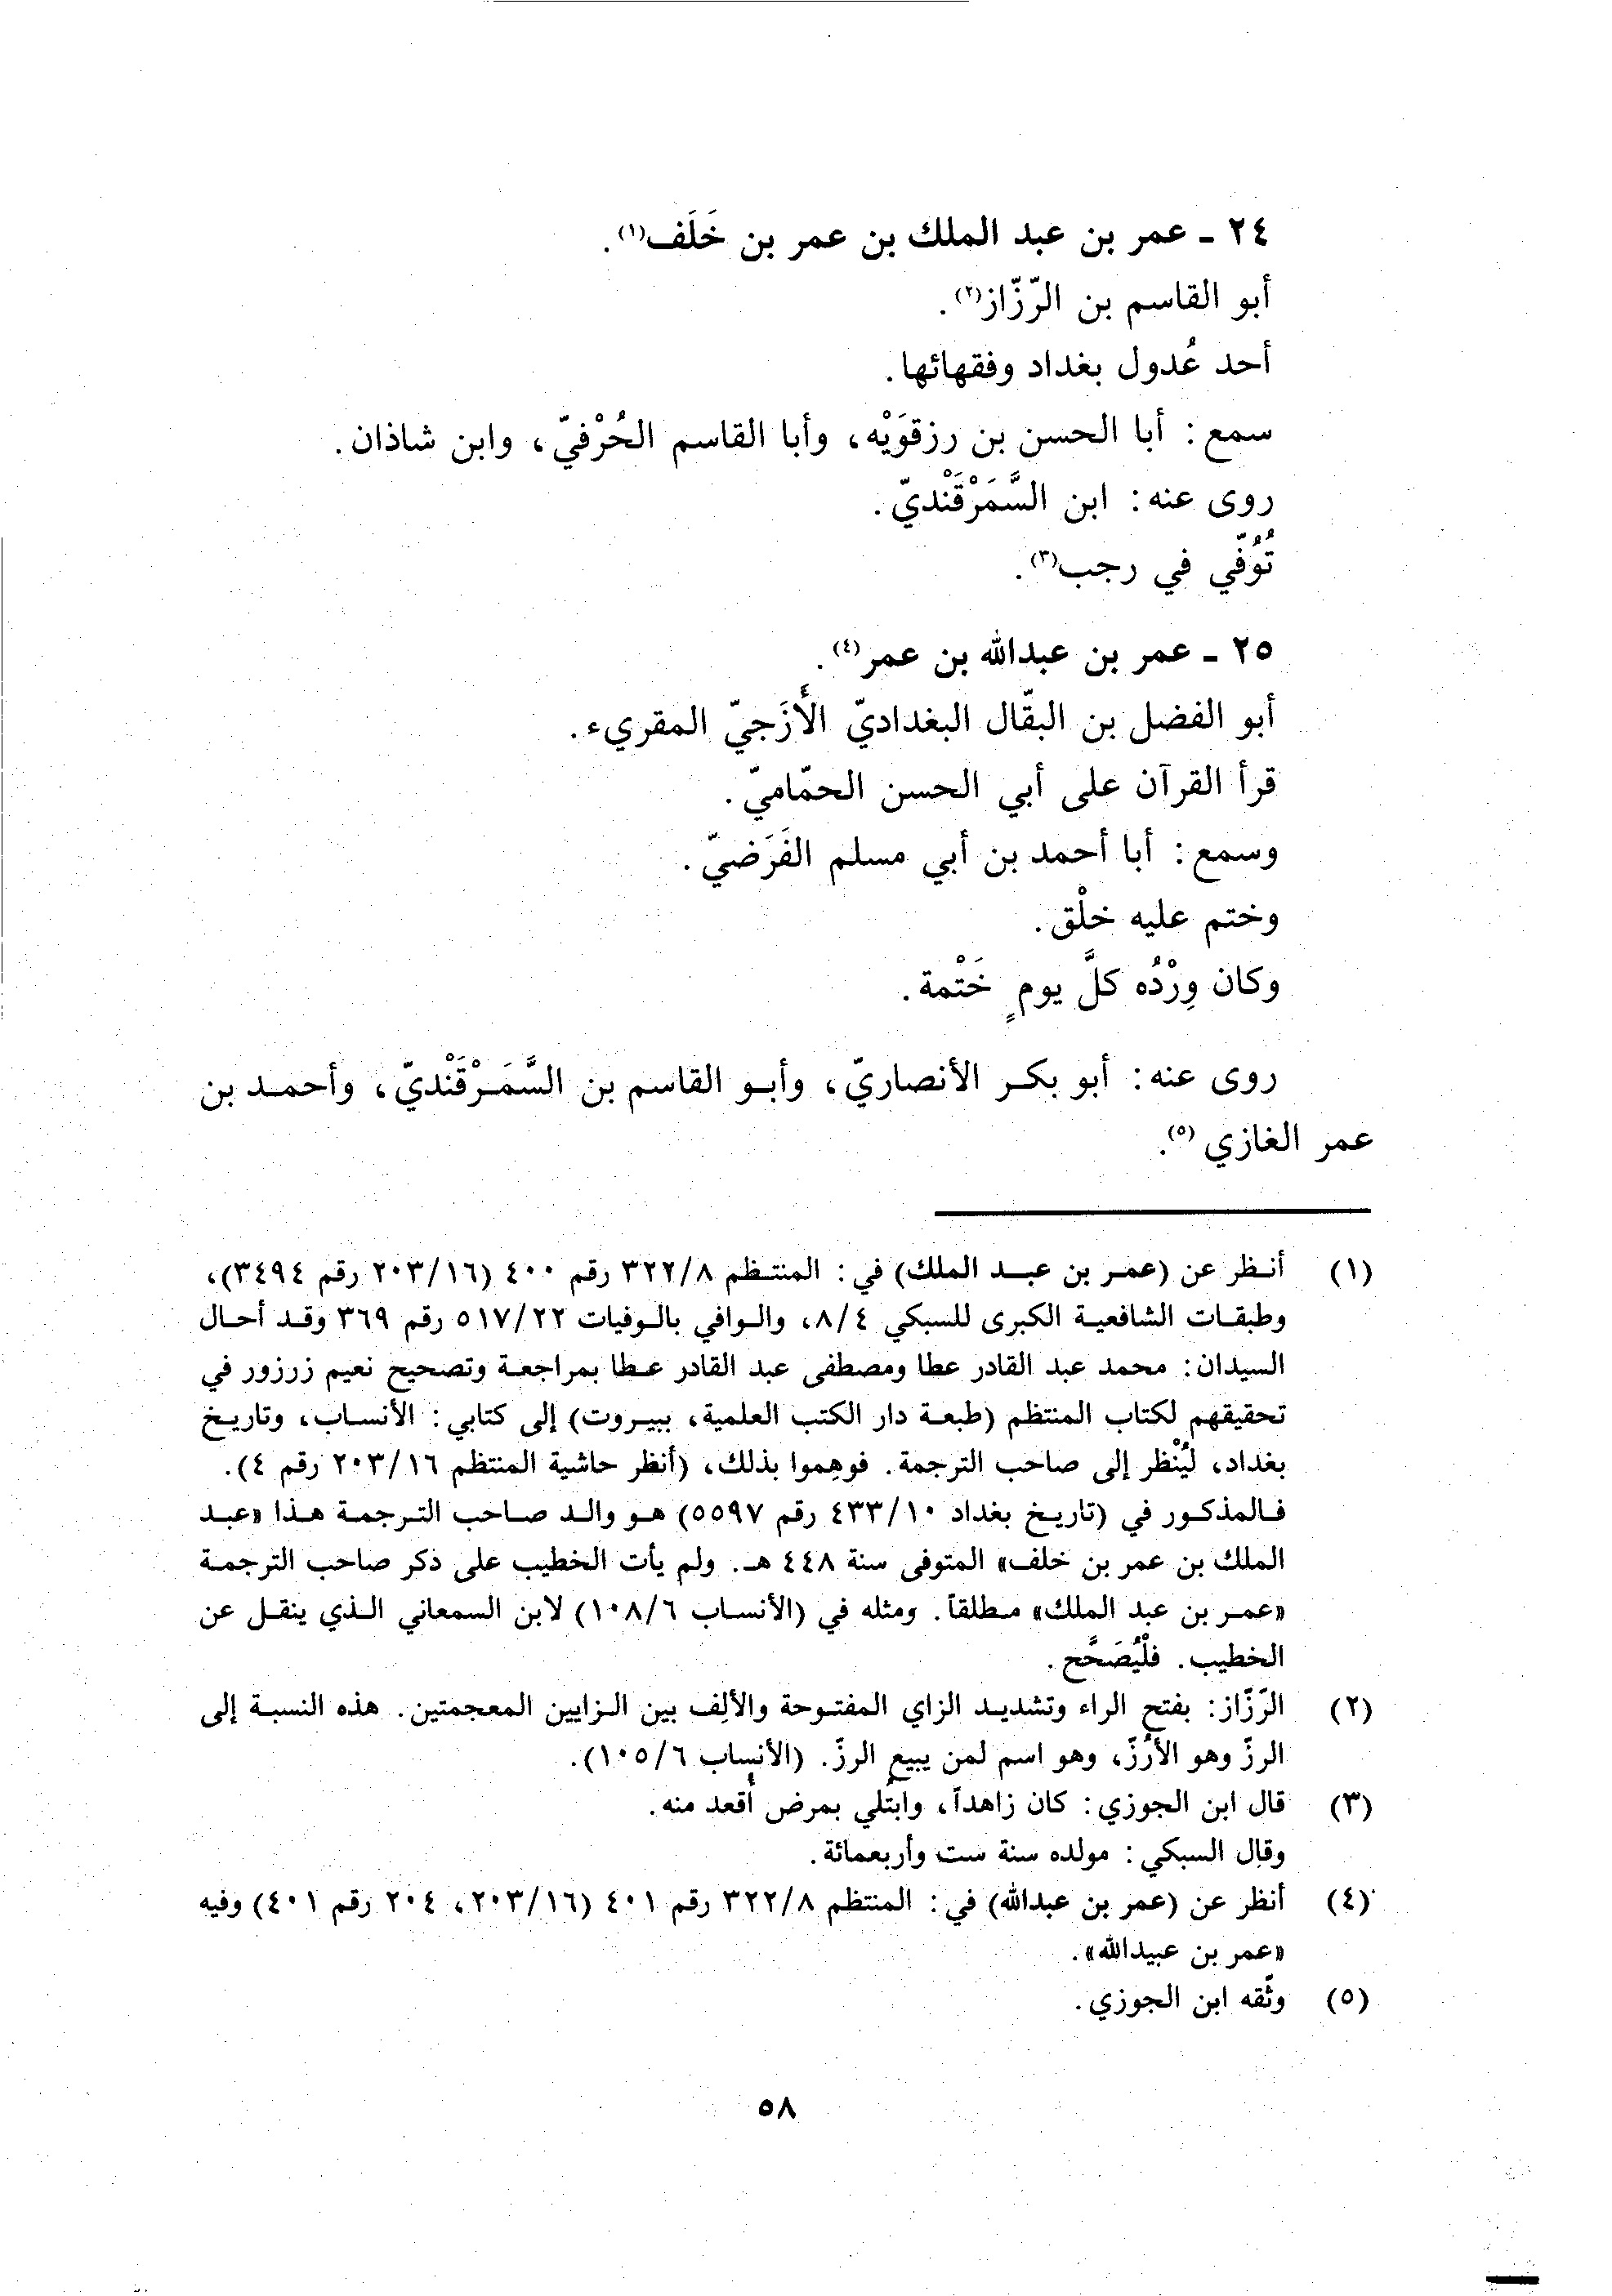 ٢٤ ـ عمر بن عبد الملك بن عمر بن خَلَف(١).
أبو القاسم بن الرّزّاز(٢).
أحد عُدول بغداد وفقهائها.
سمع: أبا الحسن بن رزقوَيْه، وأبا القاسم الحُرْفيّ، وابن شاذان.
روى عنه: ابن السَّمَرْقَنْديّ.
تُوُفّي في رجب(٣).
٢٥ ـ عمر بن عبدالله بن عمر(٤).
أبو الفضل بن البقّال البغداديّ الأَزَجيّ المقريء.
قرأ القرآن على أبي الحسن الحمّاميّ.
وسمع: أبا أحمد بن أبي مسلم الفَرَضيّ.
وختم عليه خلْق.
وكان وِرْدُه كلَّ يومٍ خَتْمة.
روى عنه: أبو بكر الأنصاريّ، وأبو القاسم بن السَّمَرْقَنْديّ، وأحمد بن
عمر الغازي(٥).
(١) أنظر عن (عمر بن عبد الملك) في: المنتظم ٣٢٢/٨ رقم ٤٠٠ (٢٠٣/١٦ رقم ٣٤٩٤)،
وطبقات الشافعية الكبرى للسبكي ٨/٤، والوافي بالوفيات ٥١٧/٢٢ رقم ٣٦٩ وقد أحال
السيدان: محمد عبد القادر عطا ومصطفى عبد القادر عطا بمراجعة وتصحيح نعيم زرزور في
تحقيقهم لكتاب المنتظم (طبعة دار الكتب العلمية، ببيروت) إلى كتابي: الأنساب، وتاريخ
بغداد، ليُنْظر إلى صاحب الترجمة. فوهِموا بذلك، (أنظر حاشية المنتظم ٢٠٣/١٦ رقم ٤).
فالمذكور في (تاريخ بغداد ٤٣٣/١٠ رقم ٥٥٩٧) هو والد صاحب الترجمة هذا «عبد
الملك بن عمر بن خلف» المتوفى سنة ٤٤٨ هـ. ولم يأت الخطيب على ذكر صاحب الترجمة
«عمر بن عبد الملك» مطلقاً. ومثله في (الأنساب ١٠٨/٦) لابن السمعاني الذي ينقل عن
الخطيب. فلْيُصَحَّح.
(٢) الرَزّاز: بفتح الراء وتشديد الزاي المفتوحة والألِف بين الزايين المعجمتين. هذه النسبة إلى
الرزّ وهو الأرُزّ، وهو اسم لمن يبيع الرزّ. (الأنساب ١٠٥/٦).
(٣) قال ابن الجوزي: كان زاهداً، وابتُلي بمرض أُقعد منه.
وقال السبكي: مولده سنة ست وأربعمائة.
(٤) أنظر عن (عمر بن عبدالله) في: المنتظم ٣٢٢/٨ رقم ٤٠١ (٢٠٣/١٦، ٢٠٤ رقم ٤٠١) وفيه
«عمر بن عبيدالله».
(٥) وثّقه ابن الجوزي.
٥٨